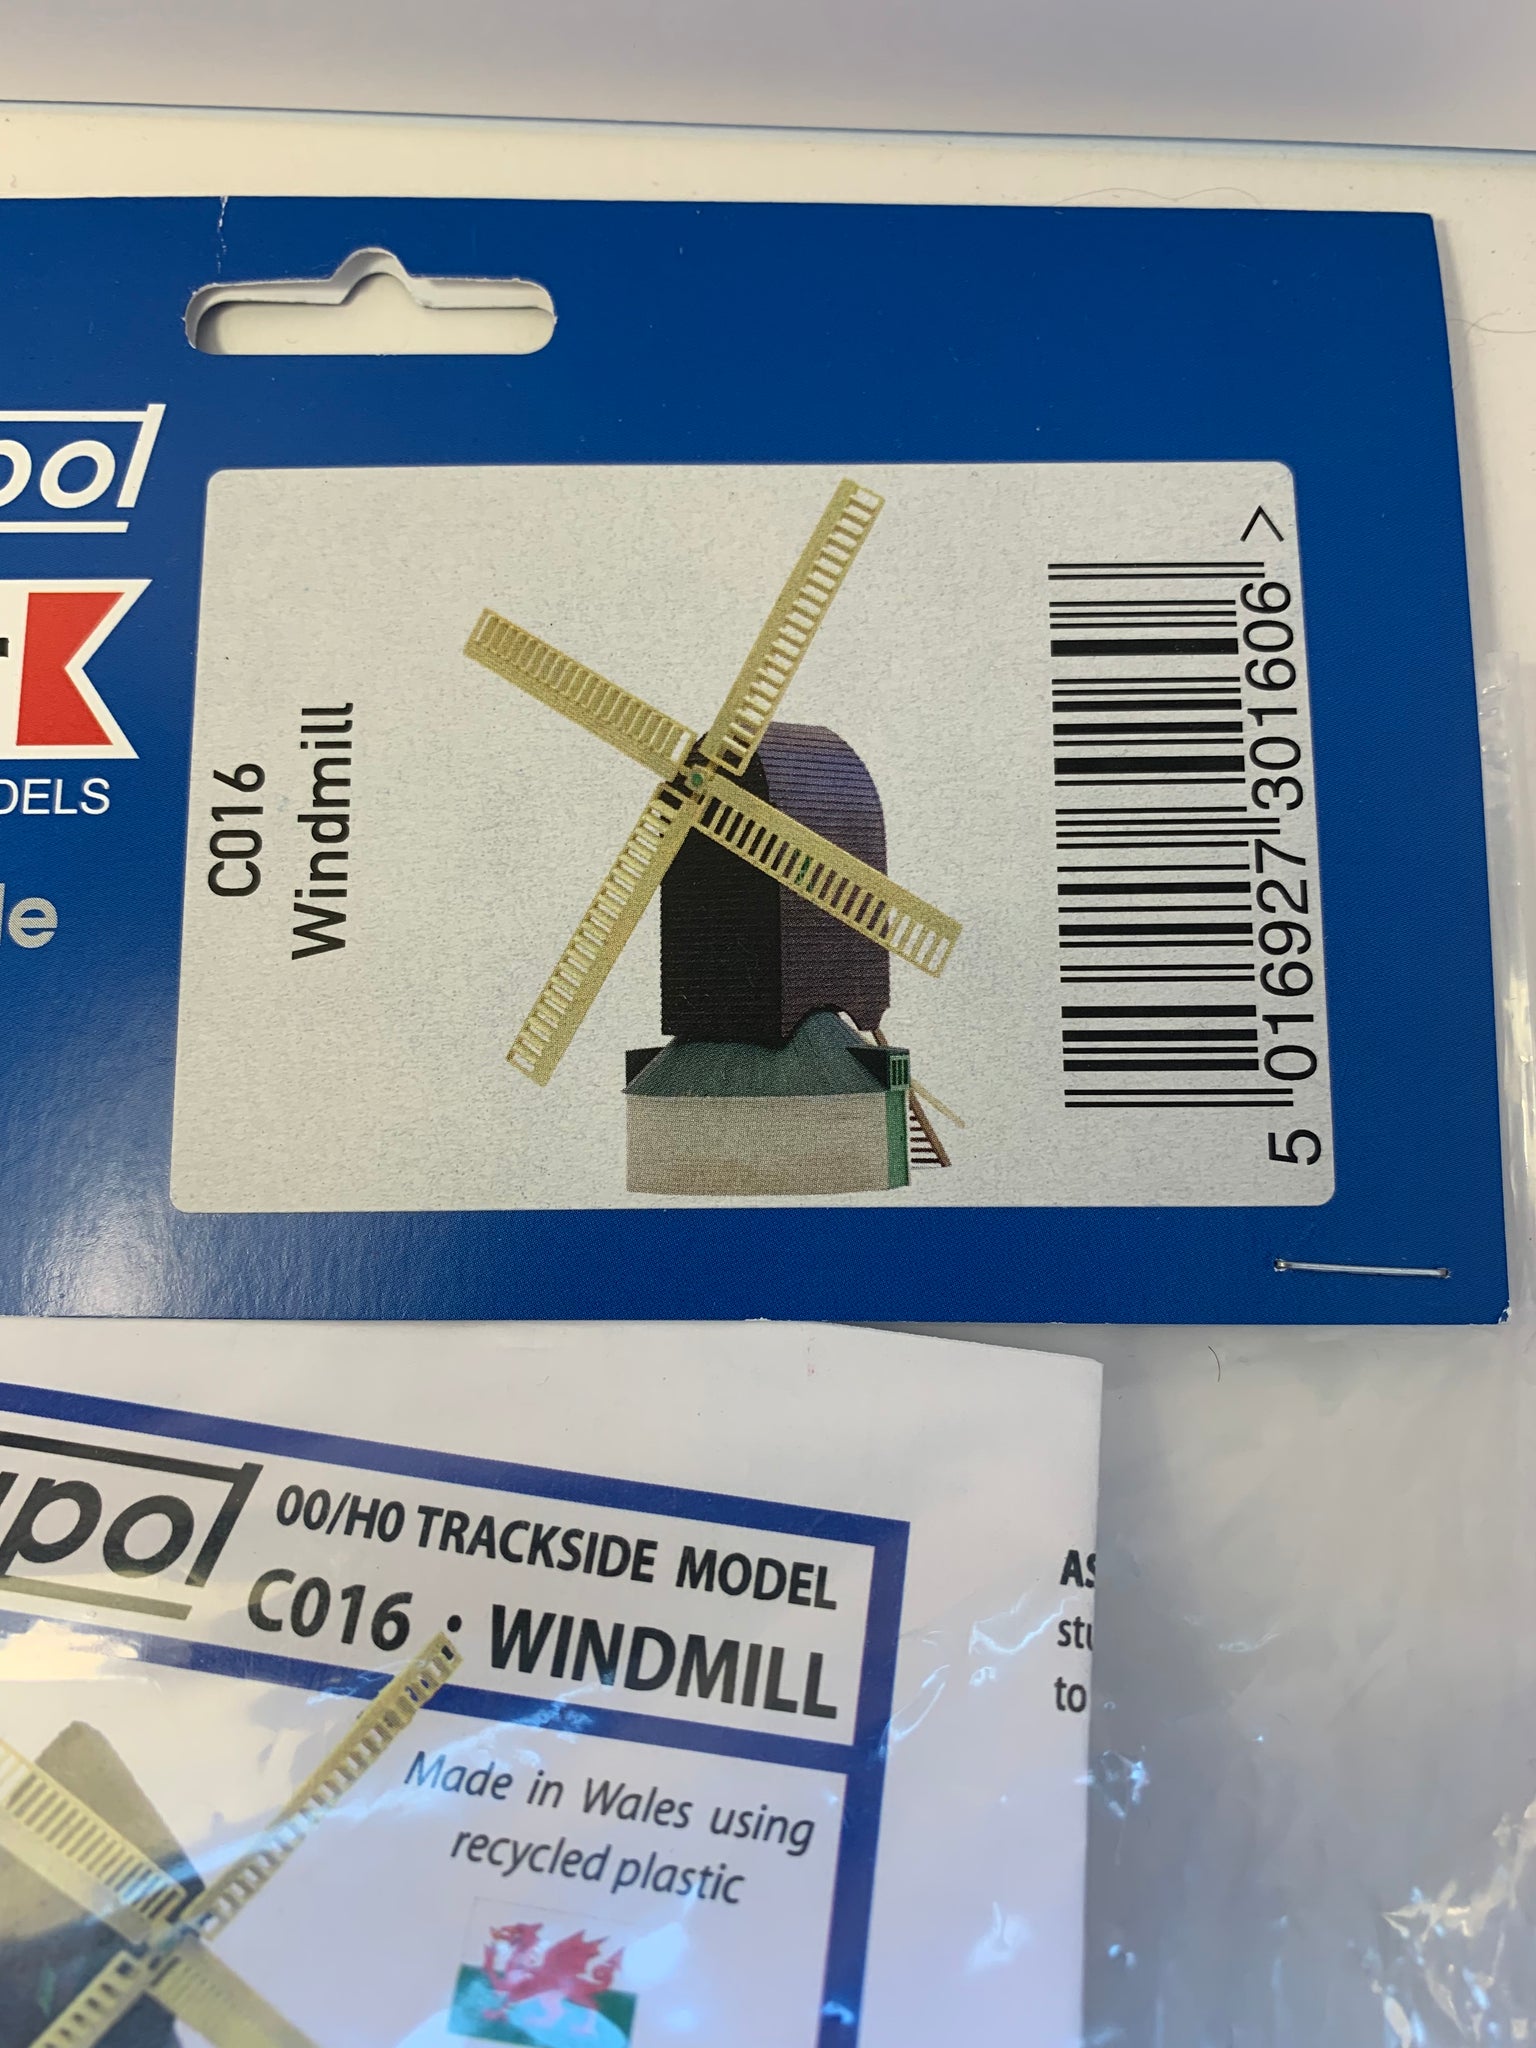 pol
DELS
le
C016
Windmill
5 016927 301606 >
pol
00/H0 TRACKSIDE MODEL
C016 · WINDMILL
Made in Wales using
recycled plastic
AS
stu
to